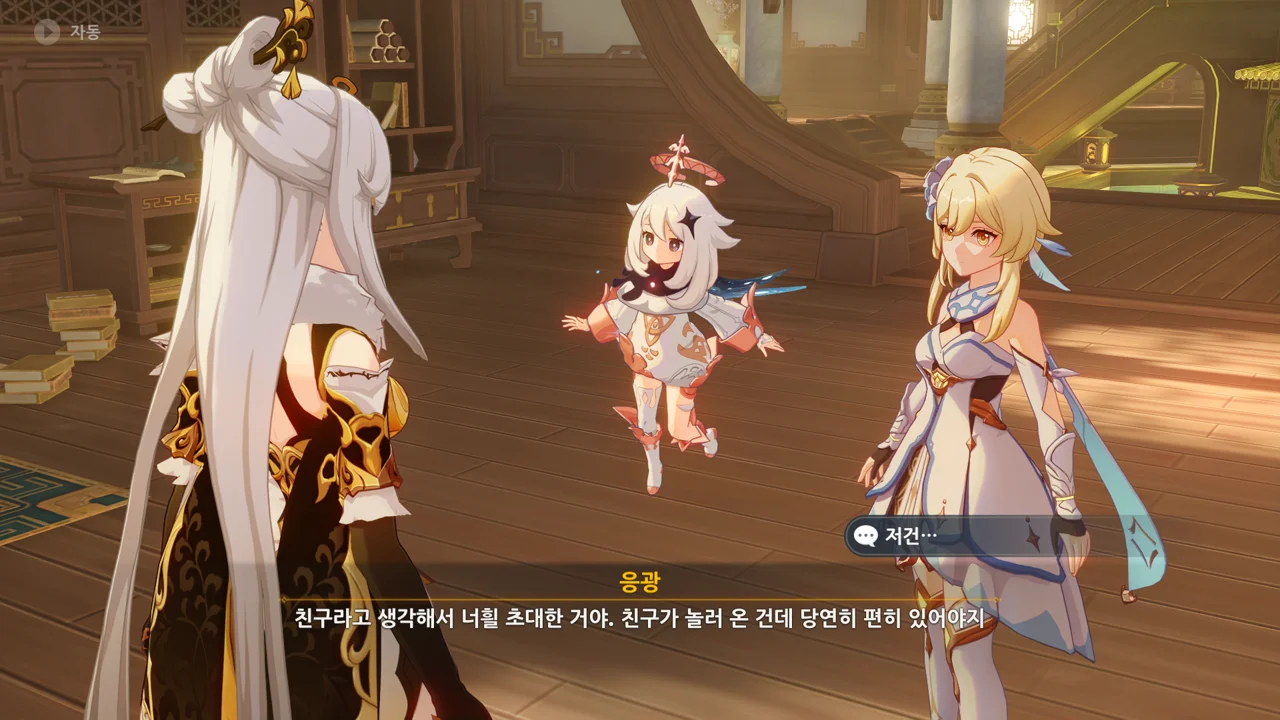 자동
저건…
응광
친구라고 생각해서 너흴 초대한 거야. 친구가 놀러 온 건데 당연히 편히 있어야지